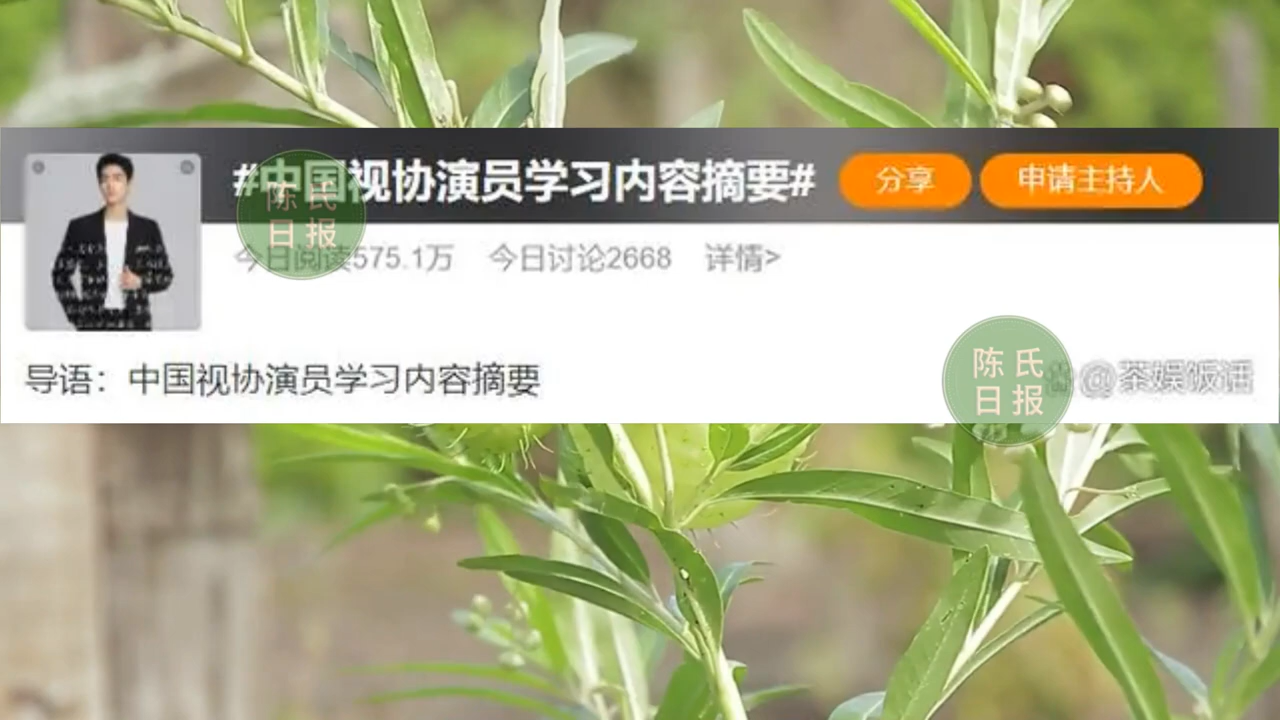 #中国视协演员学习内容摘要#
分享
申请主持人
陈氏
日报
今日阅读575.1万 今日讨论2668 详情>
导语：中国视协演员学习内容摘要
陈氏
日报
@茶娱饭话